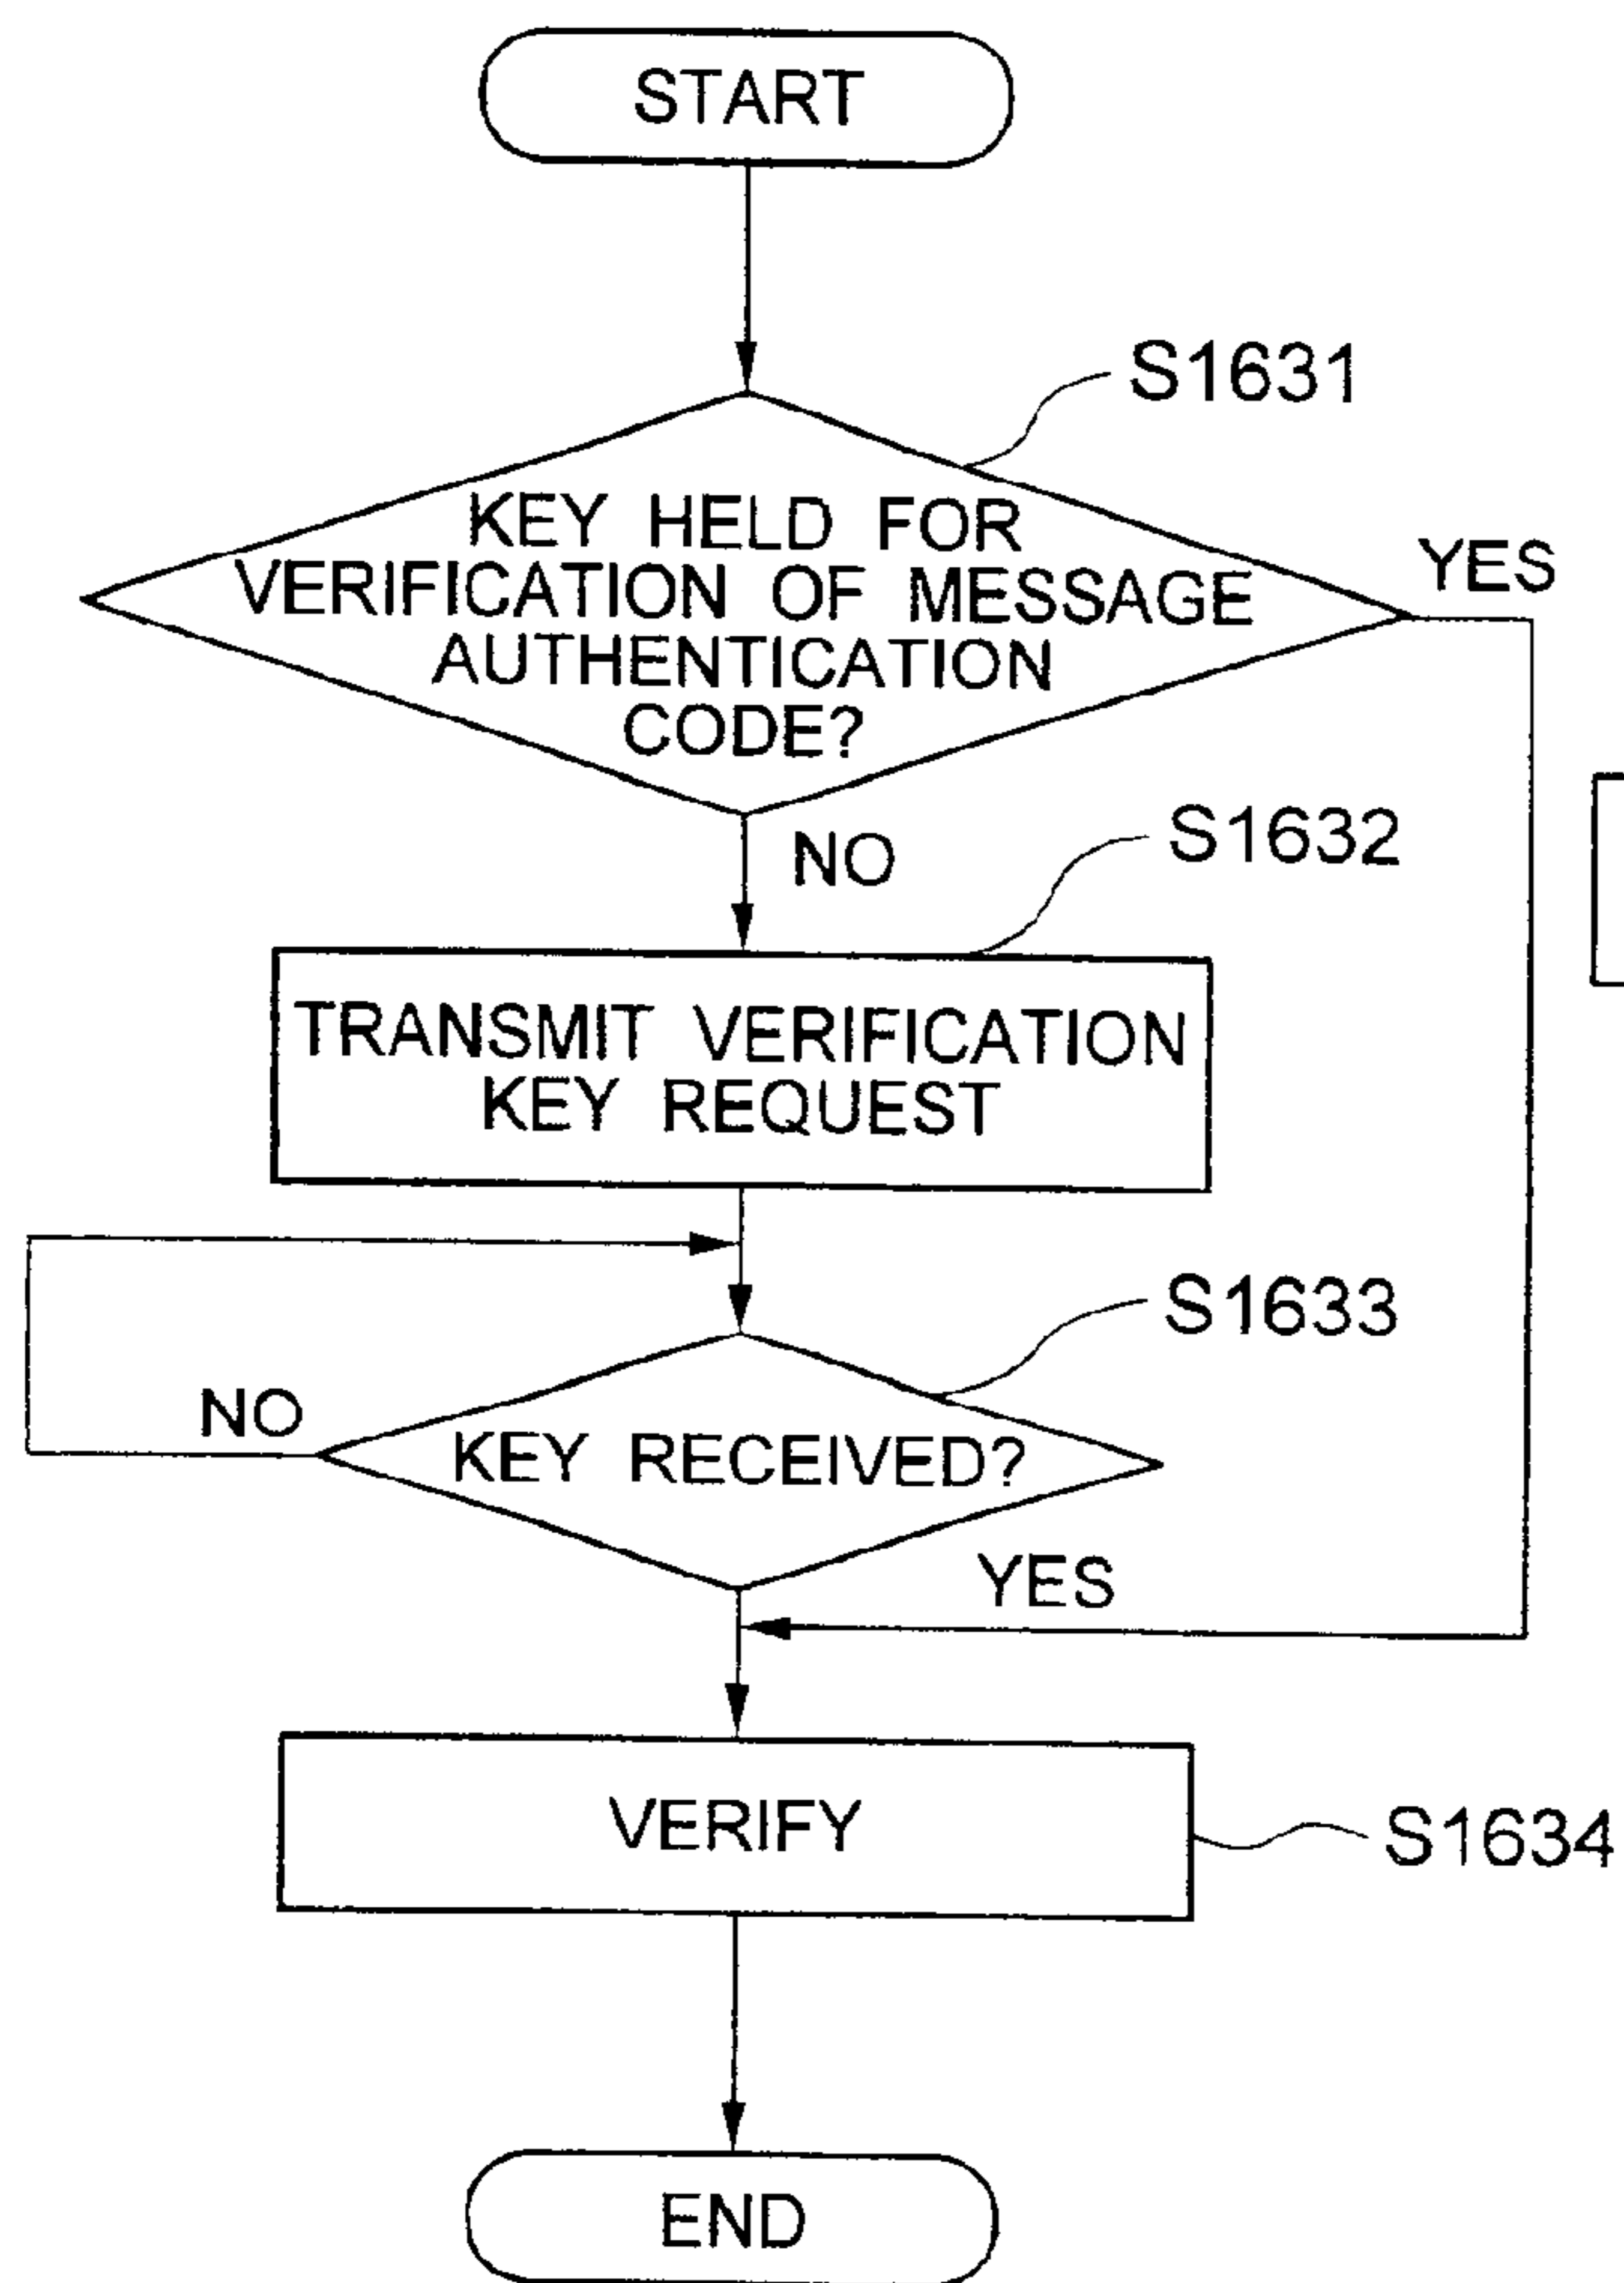 START
S1631
KEY HELD FOR
VERIFICATION OF MESSAGE
AUTHENTICATION
CODE?
YES
NO
S1632
TRANSMIT VERIFICATION
KEY REQUEST
S1633
NO
KEY RECEIVED?
YES
VERIFY
S1634
END